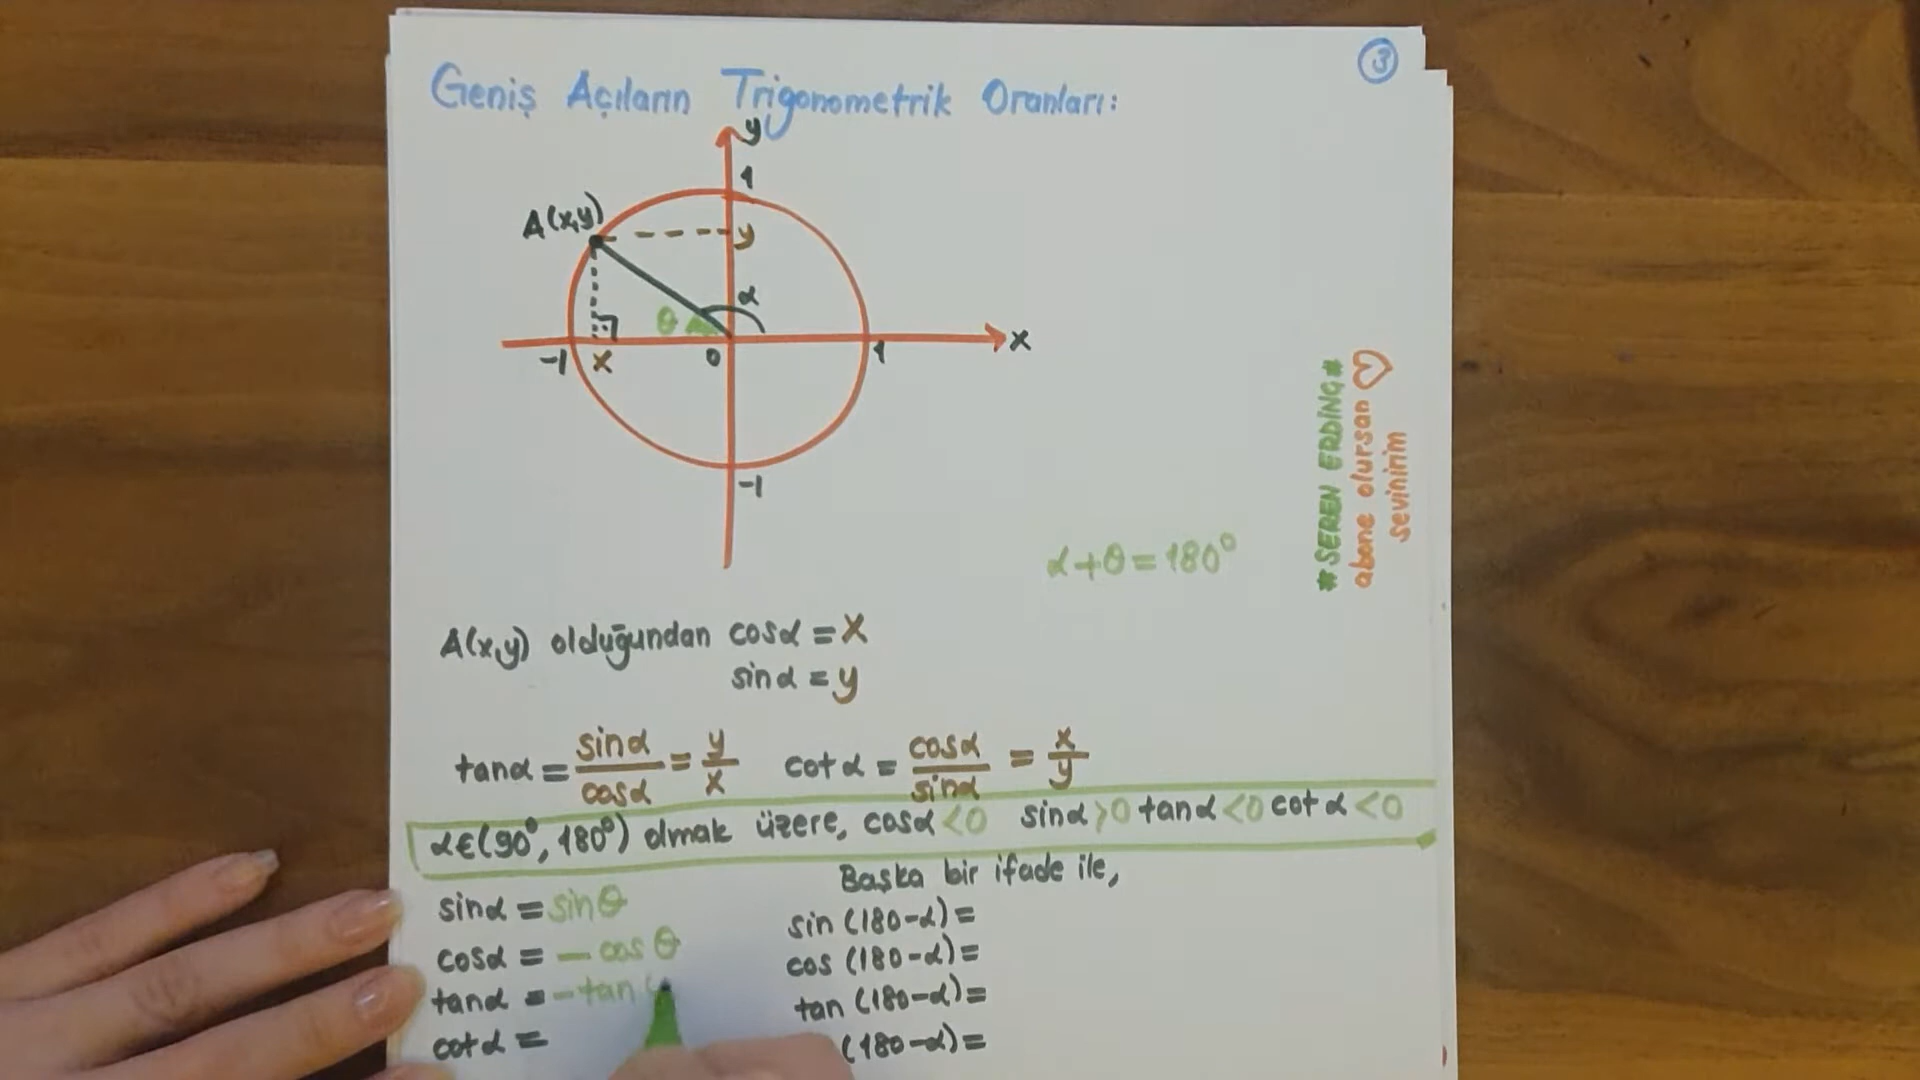 3
Geniş Açıların Trigonometrik Oranları:
y
1
A(x,y)
y
α
θ
-1 x 0 1 x
-1
α+θ=180°
#SEREN ERDİNÇ#
abone olursan ♡
sevinirim
A(x,y) olduğundan cosα = x
sinα = y
tanα = sinα/cosα = y/x cot α = cosα/sinα = x/y
α∈(90°, 180°) olmak üzere, cosα <0 sinα >0 tanα <0 cot α <0
Başka bir ifade ile,
sinα = sinθ
cosα = - cos θ
tanα = -tan
cotα =
sin (180-α)=
cos (180-α)=
tan (180-α)=
(180-α)=